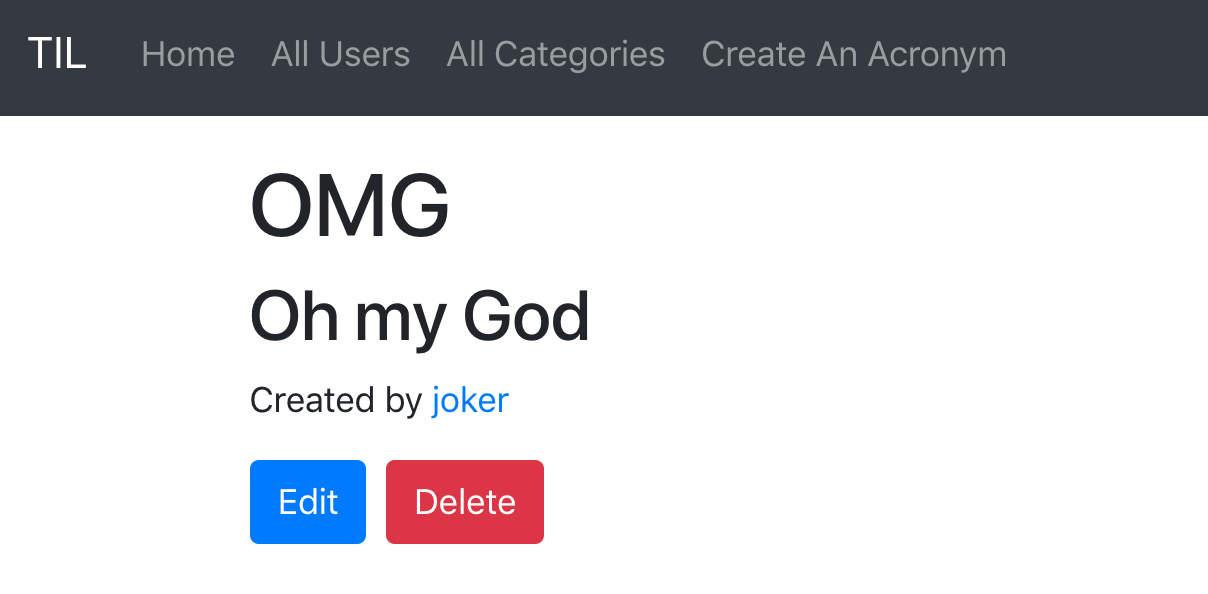 TIL Home All Users All Categories Create An Acronym
OMG
Oh my God
Created by joker
Edit Delete